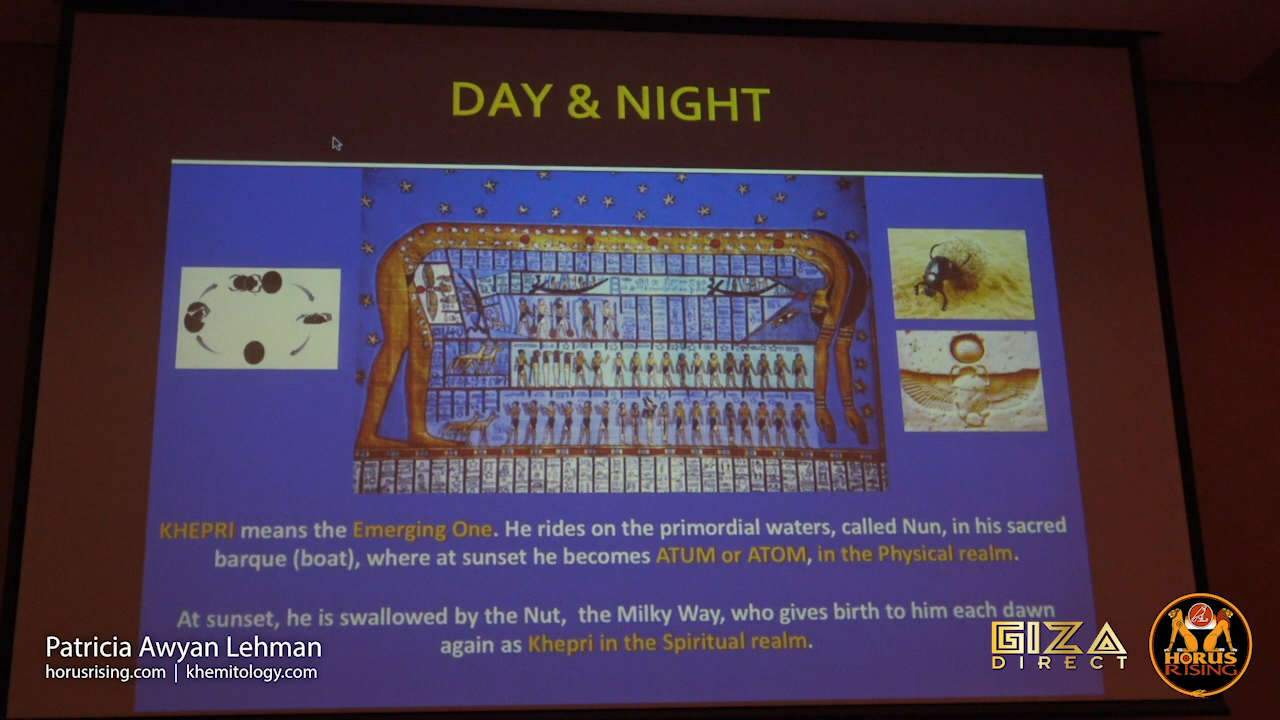 DAY & NIGHT
KHEPRI means the Emerging One. He rides on the primordial waters, called Nun, in his sacred
barque (boat), where at sunset he becomes ATUM or ATOM, in the Physical realm.
At sunset, he is swallowed by the Nut, the Milky Way, who gives birth to him each dawn
again as Khepri in the Spiritual realm.
Patricia Awyan Lehman
horusrising.com | khemitology.com
GIZA
DIRECT
HORUS
RISING